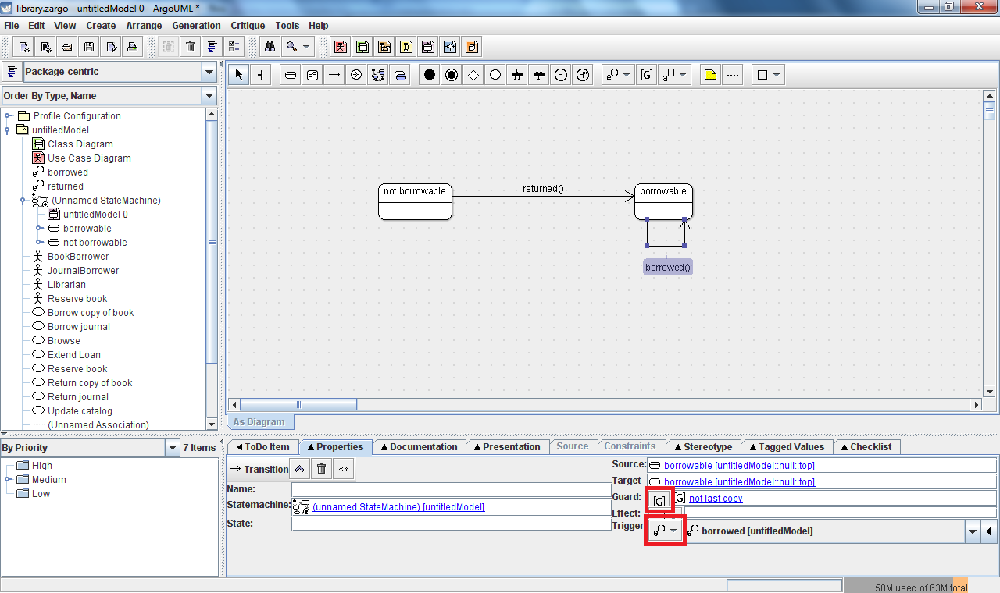 library.zargo - untitledModel 0 - ArgoUML *
File Edit View Create Arrange Generation Critique Tools Help
Package-centric
Order By Type, Name
Profile Configuration
untitledModel
Class Diagram
Use Case Diagram
borrowed
returned
(Unnamed StateMachine)
untitledModel 0
borrowable
not borrowable
BookBorrower
JournalBorrower
Librarian
Reserve book
Borrow copy of book
Borrow journal
Browse
Extend Loan
Reserve book
Return copy of book
Return journal
Update catalog
(Unnamed Association)
not borrowable
returned()
borrowable
borrowed()
As Diagram
By Priority
7 Items
High
Medium
Low
ToDo Item
Properties
Documentation
Presentation
Source
Constraints
Stereotype
Tagged Values
Checklist
Transition
Name:
Statemachine: (unnamed StateMachine) [untitledModel]
State:
Source: borrowable [untitledModel::null::top]
Target borrowable [untitledModel::null::top]
Guard: [G] [G] not last copy
Effect:
Trigger e() e() borrowed [untitledModel]
50M used of 63M total